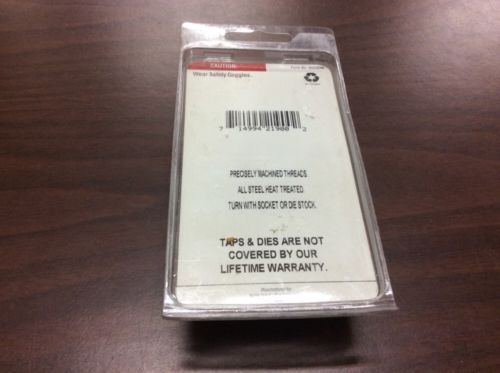 CAUTION:
Wear Safety Goggles.
7 14994 21900 2
PRECISELY MACHINED THREADS
ALL STEEL HEAT TREATED.
TURN WITH SOCKET OR DIE STOCK.
TAPS & DIES ARE NOT
COVERED BY OUR
LIFETIME WARRANTY.